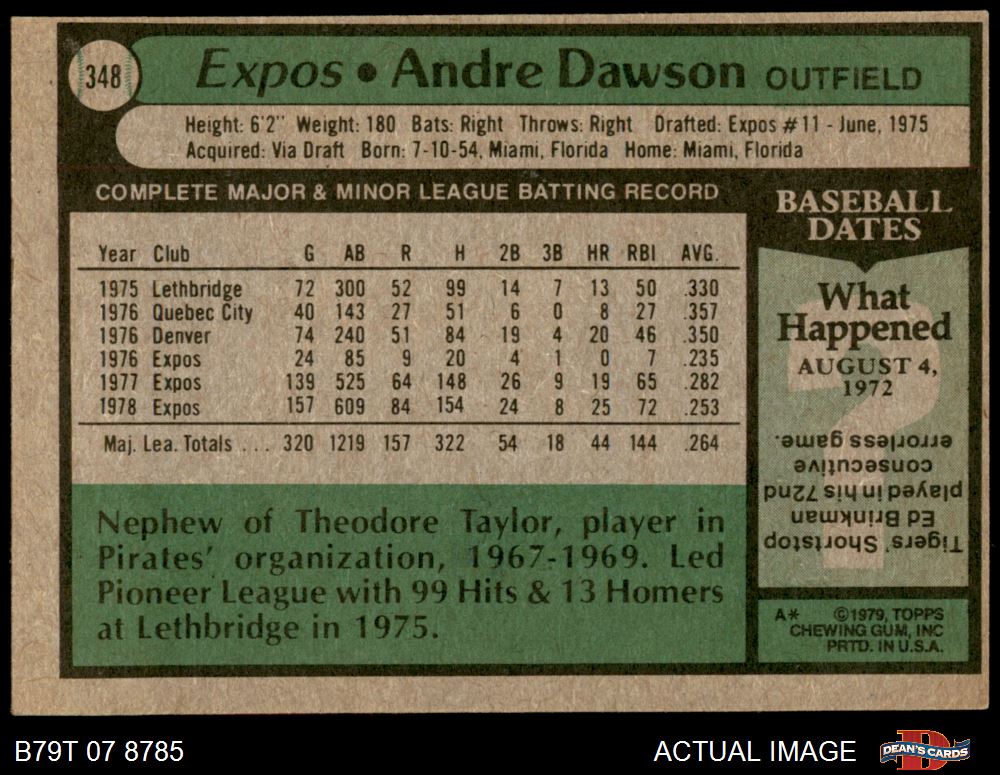 348
Expos • Andre Dawson OUTFIELD
Height: 6'2" Weight: 180 Bats: Right Throws: Right Drafted: Expos #11 - June, 1975
Acquired: Via Draft Born: 7-10-54, Miami, Florida Home: Miami, Florida
COMPLETE MAJOR & MINOR LEAGUE BATTING RECORD
Year Club G AB R H 2B 3B HR RBI AVG.
1975 Lethbridge 72 300 52 99 14 7 13 50 .330
1976 Quebec City 40 143 27 51 6 0 8 27 .357
1976 Denver 74 240 51 84 19 4 20 46 .350
1976 Expos 24 85 9 20 4 1 0 7 .235
1977 Expos 139 525 64 148 26 9 19 65 .282
1978 Expos 157 609 84 154 24 8 25 72 .253
Maj. Lea. Totals . . . 320 1219 157 322 54 18 44 144 .264
Nephew of Theodore Taylor, player in
Pirates' organization, 1967-1969. Led
Pioneer League with 99 Hits & 13 Homers
at Lethbridge in 1975.
BASEBALL
DATES
What
Happened
AUGUST 4,
1972
?
Tigers' Shortstop
Ed Brinkman
played in his 72nd
consecutive
errorless game.
A* ©1979, TOPPS
CHEWING GUM, INC
PRTD. IN U.S.A.
B79T 07 8785
ACTUAL IMAGE
D
DEAN'S CARDS